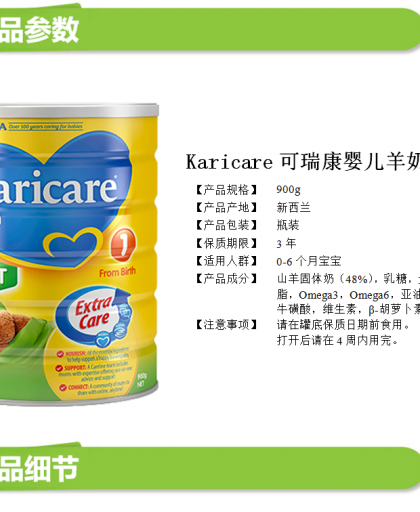 品参数
A Over 100 years caring for babies
aricare
1
From Birth
T
Extra
Care
NOURISH:
SUPPORT:
advice and support
CONNECT:
900g
NET
Karicare 可瑞康婴儿羊奶
【产品规格】 900g
【产品产地】 新西兰
【产品包装】 瓶装
【保质期限】 3 年
【适用人群】 0-6 个月宝宝
【产品成分】 山羊固体奶（48%），乳糖，
脂，Omega3，Omega6，亚油
牛磺酸，维生素，β-胡萝卜素
【注意事项】 请在罐底保质日期前食用。
打开后请在 4 周内用完。
品细节